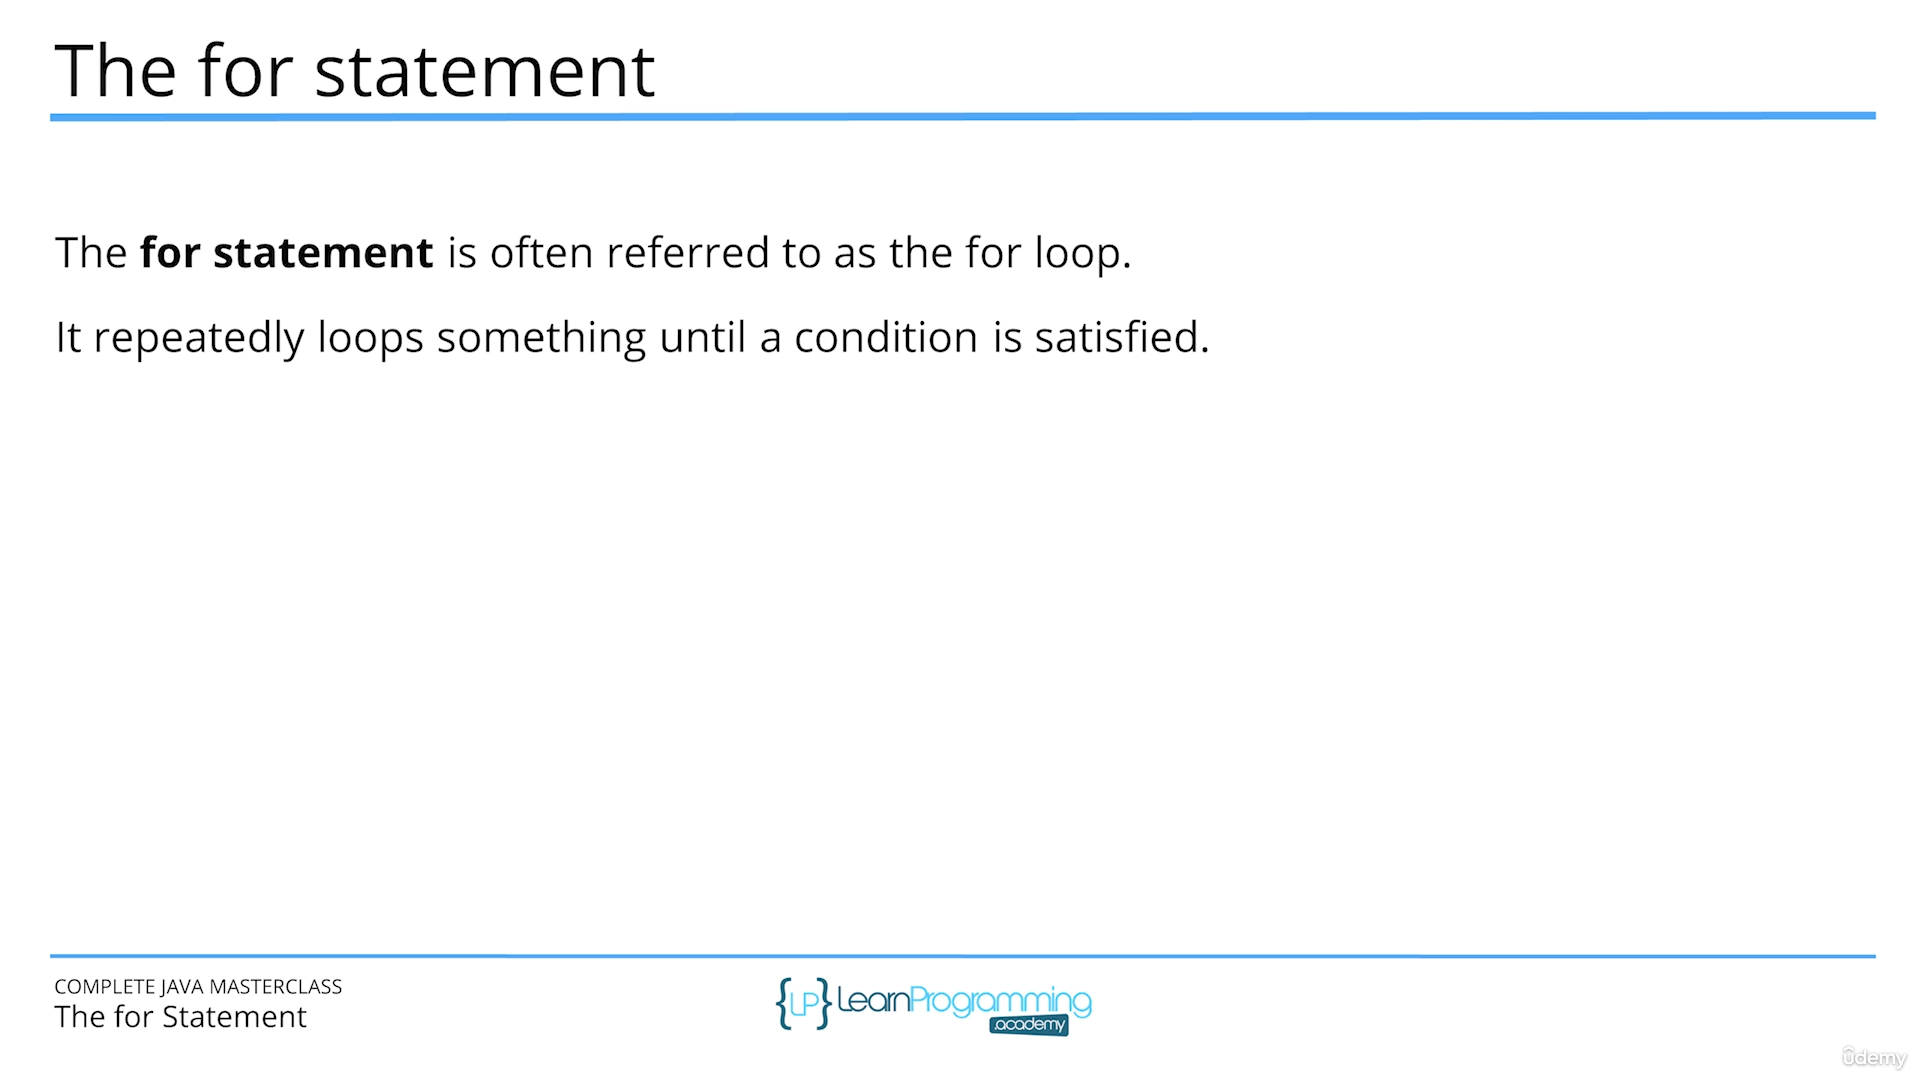 The for statement
The for statement is often referred to as the for loop.
It repeatedly loops something until a condition is satisfied.
COMPLETE JAVA MASTERCLASS
The for Statement
{LP} LearnProgramming
.academy
ûdemy